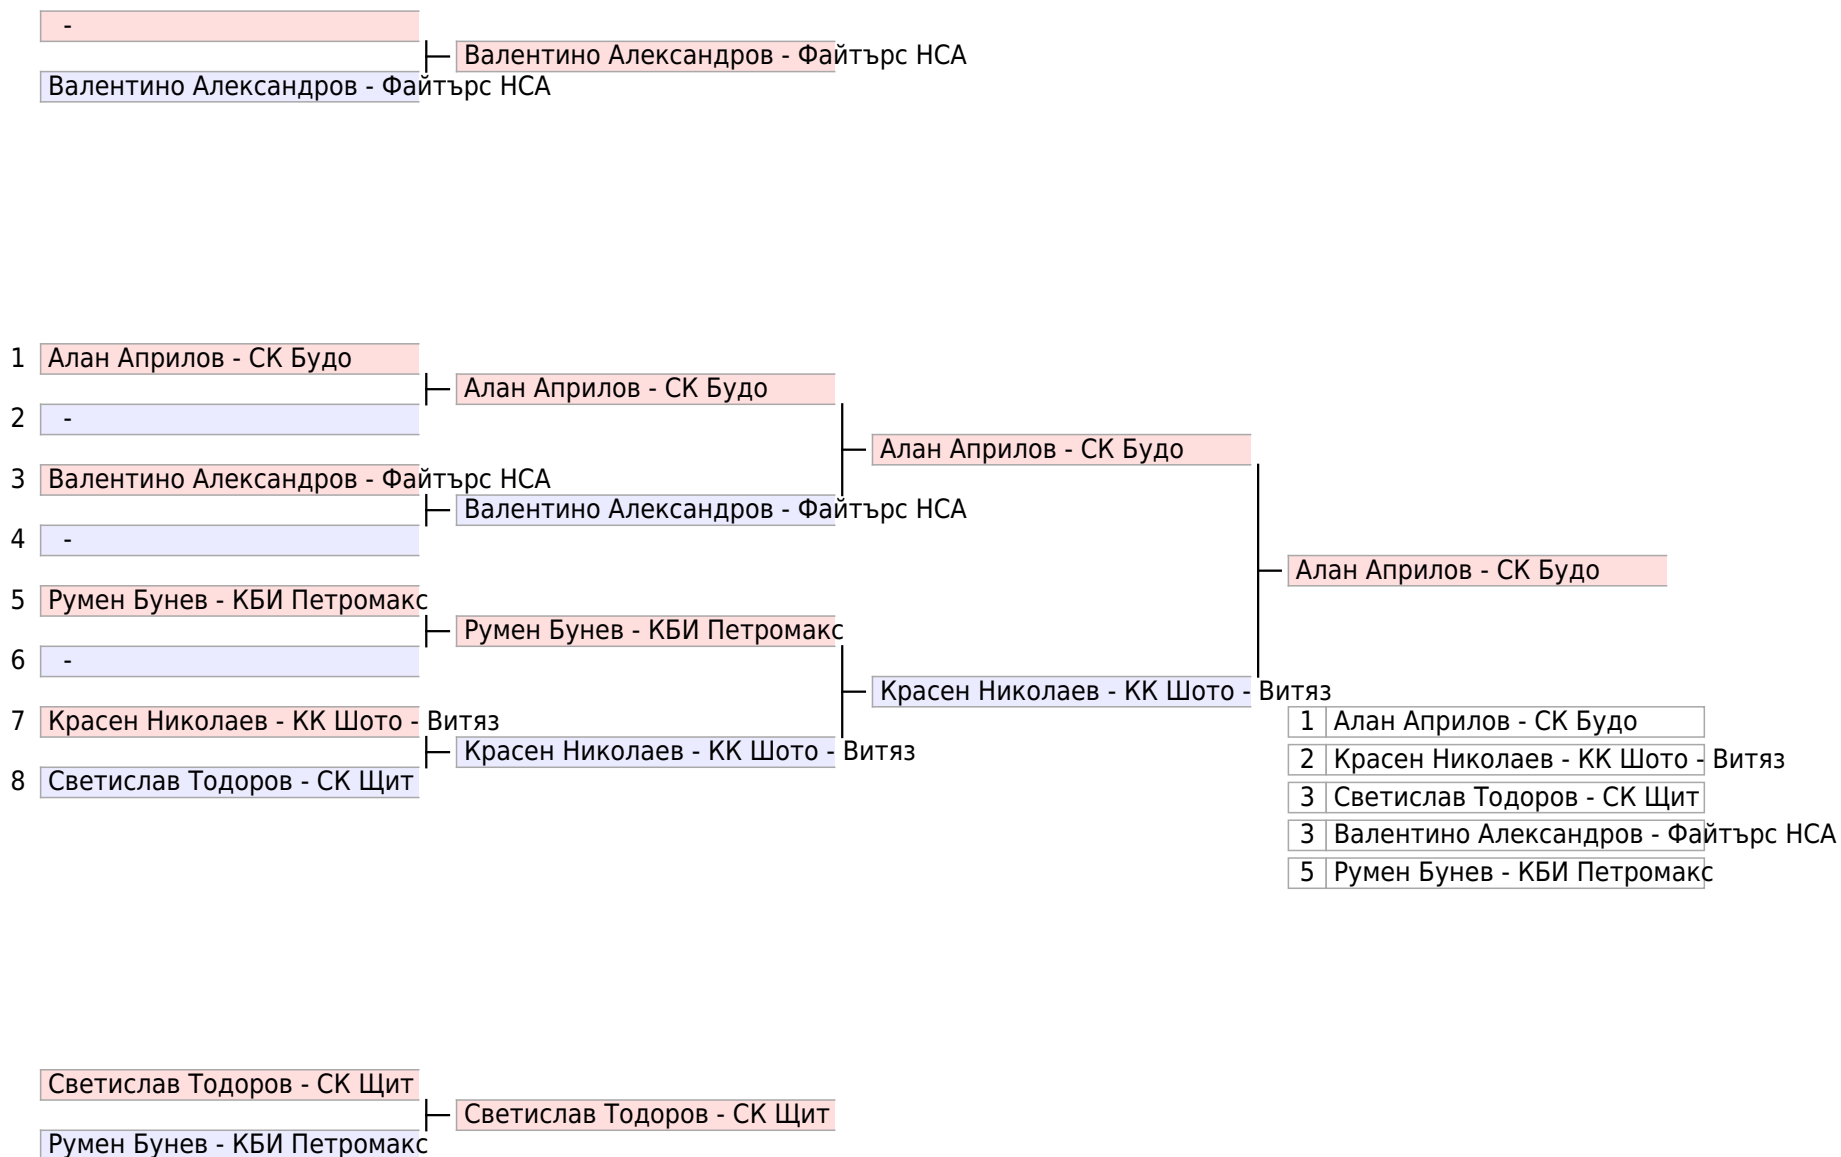 -
Валентино Александров - Файтърс НСА
Валентино Александров - Файтърс НСА
1 Алан Априлов - СК Будо
Алан Априлов - СК Будо
2 -
Алан Априлов - СК Будо
3 Валентино Александров - Файтърс НСА
Валентино Александров - Файтърс НСА
4 -
Алан Априлов - СК Будо
5 Румен Бунев - КБИ Петромакс
Румен Бунев - КБИ Петромакс
6 -
Красен Николаев - КК Шото - Витяз
7 Красен Николаев - КК Шото - Витяз
Красен Николаев - КК Шото - Витяз
8 Светислав Тодоров - СК Щит
1 Алан Априлов - СК Будо
2 Красен Николаев - КК Шото - Витяз
3 Светислав Тодоров - СК Щит
3 Валентино Александров - Файтърс НСА
5 Румен Бунев - КБИ Петромакс
Светислав Тодоров - СК Щит
Светислав Тодоров - СК Щит
Румен Бунев - КБИ Петромакс